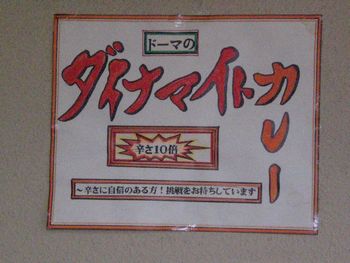 ドーマの
ダイナマイトカレー
辛さ10倍
～辛さに自信のある方！挑戦をお待ちしています